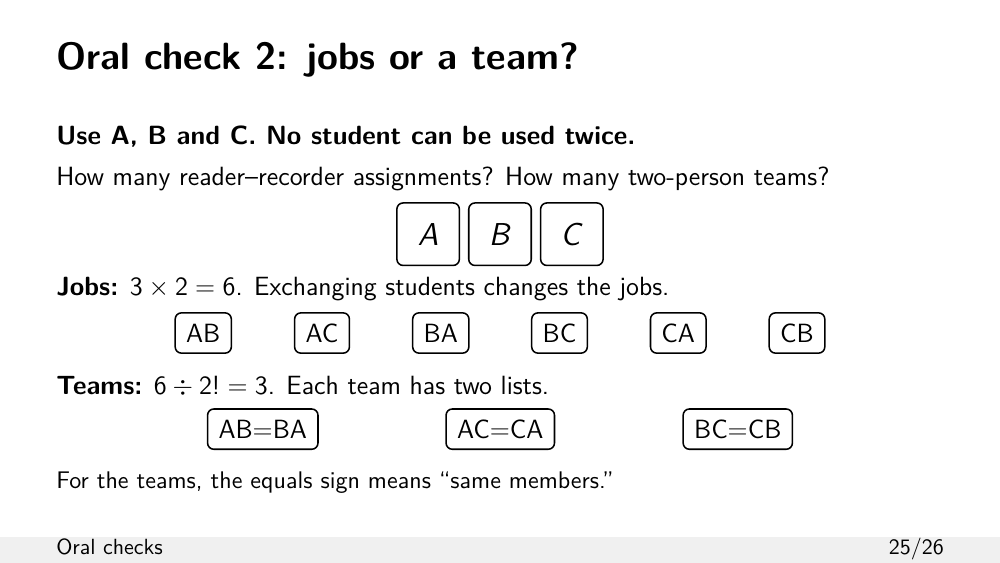 Oral check 2: jobs or a team?
Use A, B and C. No student can be used twice.
How many reader–recorder assignments? How many two-person teams?
A B C
Jobs: 3 × 2 = 6. Exchanging students changes the jobs.
AB AC BA BC CA CB
Teams: 6 ÷ 2! = 3. Each team has two lists.
AB=BA AC=CA BC=CB
For the teams, the equals sign means “same members.”
Oral checks 25/26